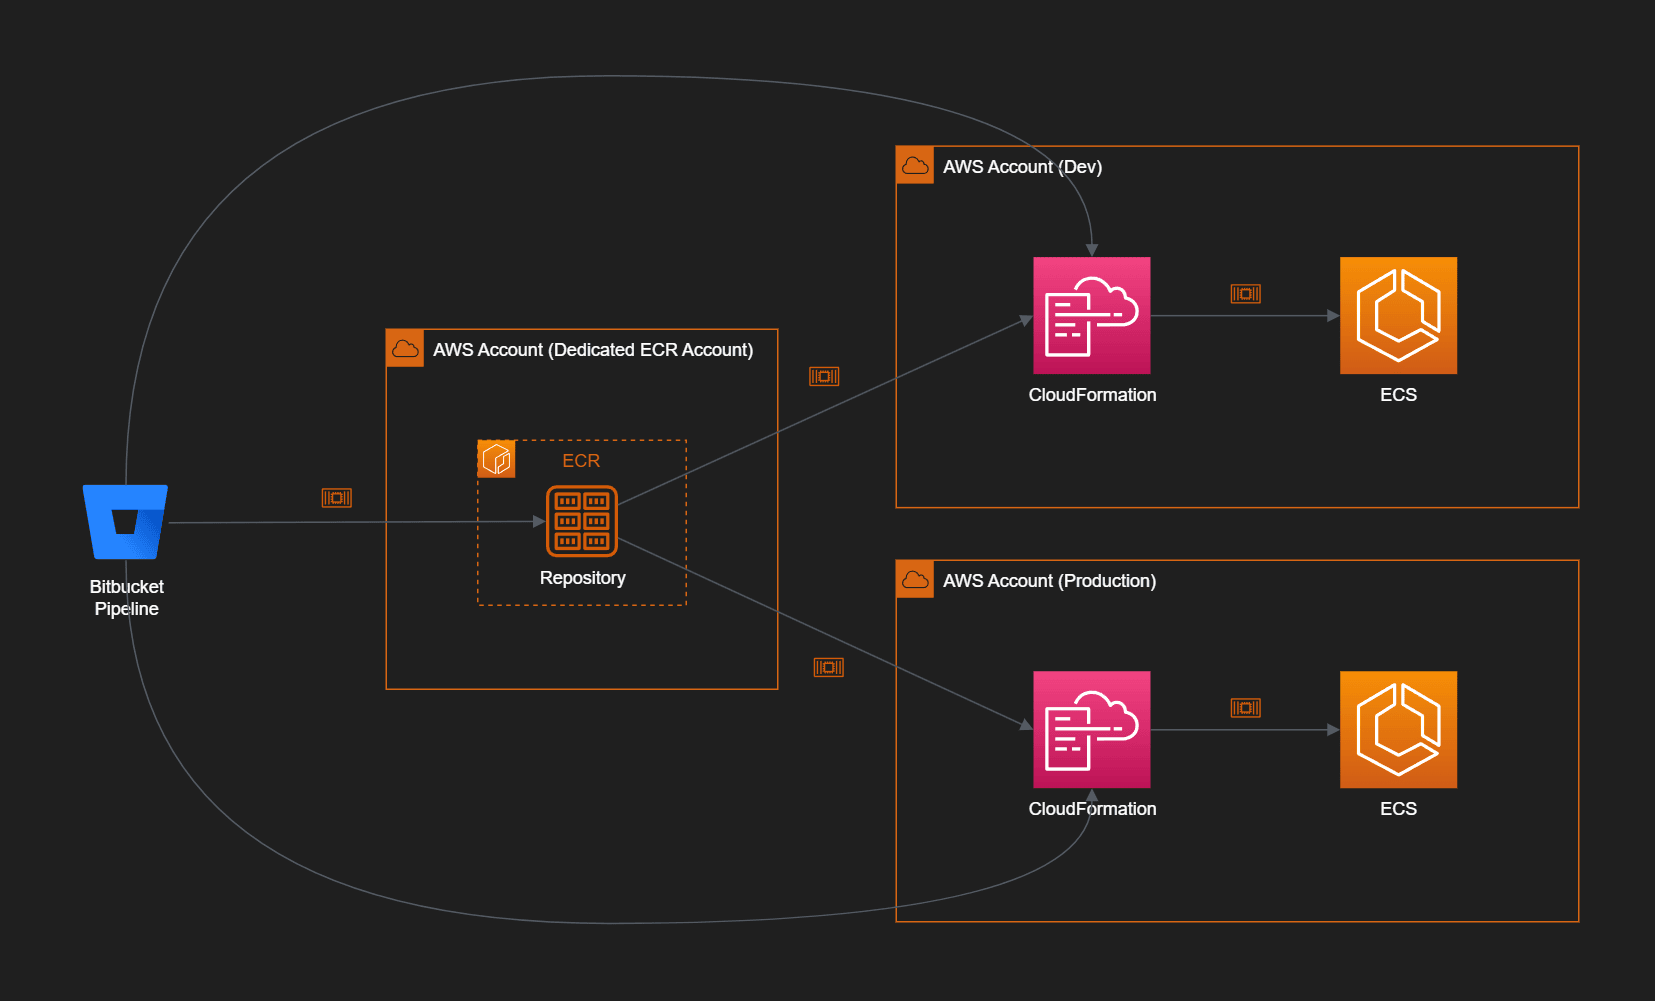 AWS Account (Dev)
CloudFormation
ECS
AWS Account (Dedicated ECR Account)
ECR
Repository
Bitbucket
Pipeline
AWS Account (Production)
CloudFormation
ECS